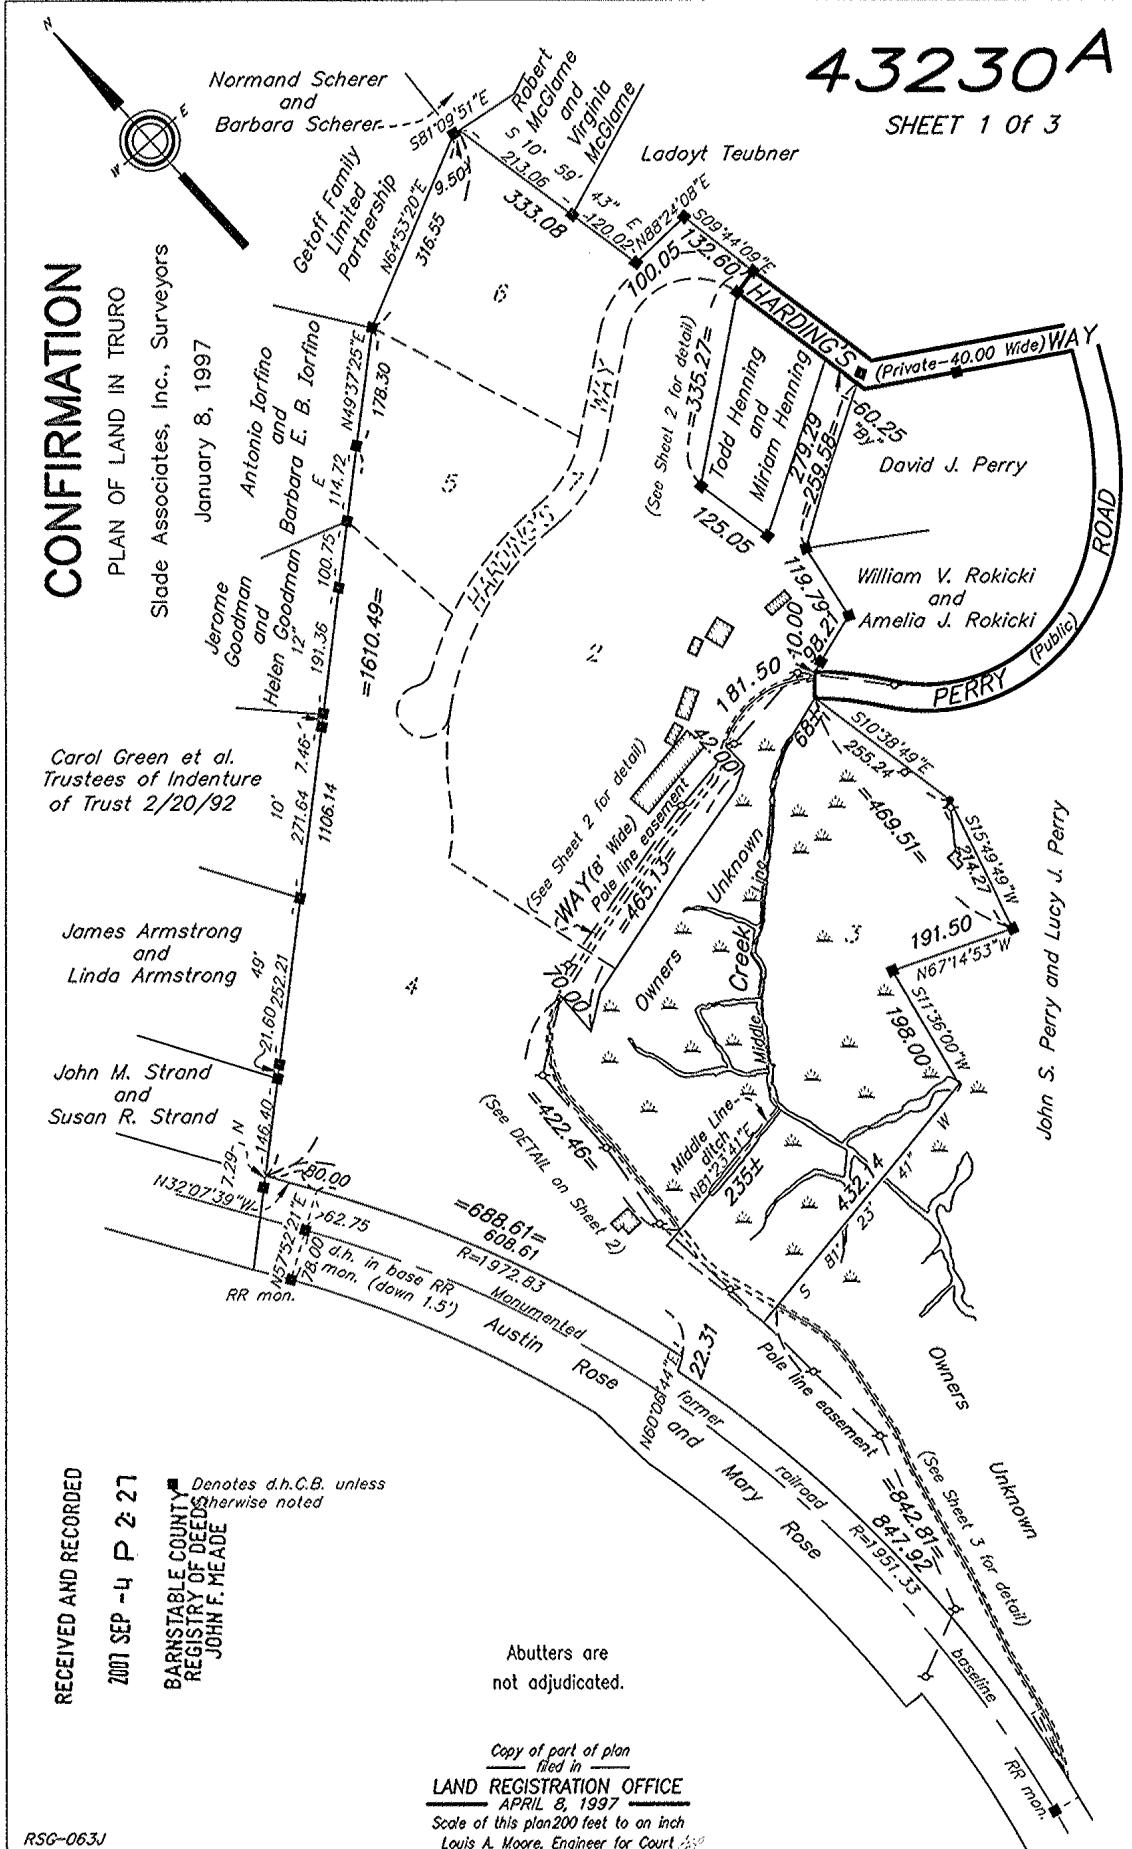 43230A
SHEET 1 Of 3
N
E
W
CONFIRMATION
PLAN OF LAND IN TRURO
Slade Associates, Inc., Surveyors
January 8, 1997
Normand Scherer
and
Barbara Scherer
S81°09'51"E
Robert
McGlame
and
Virginia
McGlame
Ladoyt Teubner
Getoff Family
Limited
Partnership
N64°53'20"E
316.55
9.50
S 10° 59' 43" E
213.06
120.02
333.08
N88°24'08"E
100.05
S09°44'09"E
132.60
HARDING'S WAY
(Private-40.00 Wide)
6
Antonio Iorfino
and
Barbara E. B. Iorfino
N49°37'25"E
178.30
E
114.72
5
HARDING'S WAY
(See Sheet 2 for detail)
=335.27=
Todd Henning
and
Miriam Henning
279.29
=259.58=
60.25
"By"
125.05
David J. Perry
119.79
William V. Rokicki
and
Amelia J. Rokicki
98.21
10.00
PERRY ROAD
(Public)
Jerome
Goodman
and
Helen Goodman
12"
100.75
191.36
=1610.49=
2
181.50
42.00
68±
S10°38'49"E
255.24
=469.51=
S15°49'49"W
214.27
191.50
N67°14'53"W
S11°36'00"W
198.00
3
John S. Perry and Lucy J. Perry
Carol Green et al.
Trustees of Indenture
of Trust 2/20/92
10'
7.46
271.64
1106.14
(See Sheet 2 for detail)
WAY(8' Wide)
Pole line easement
=465.13=
Owners Unknown
Middle Creek
70.00
James Armstrong
and
Linda Armstrong
49°
252.21
21.60
4
John M. Strand
and
Susan R. Strand
146.40
N
7.29
N32°07'39"W
80.00
62.75
N57°52'21"E
78.00
RR mon.
d.h. in base RR
mon. (down 1.5')
=688.61=
608.61
R=1972.83
=422.46=
(See DETAIL on Sheet 2)
Middle Line
ditch
N81°23'41"E
235±
432.14
S 81° 23' 41" W
Monumented former railroad baseline
Austin Rose and Mary Rose
N60°06'44"E
22.31
Pole line easement
=842.81=
847.92
R=1951.33
(See Sheet 3 for detail)
Owners Unknown
RR mon.
Denotes d.h.C.B. unless
otherwise noted
RECEIVED AND RECORDED
2007 SEP -4 P 2:27
BARNSTABLE COUNTY
REGISTRY OF DEEDS
JOHN F. MEADE
Abutters are
not adjudicated.
Copy of part of plan
filed in
LAND REGISTRATION OFFICE
APRIL 8, 1997
Scale of this plan 200 feet to an inch
Louis A. Moore, Engineer for Court
RSG-063J